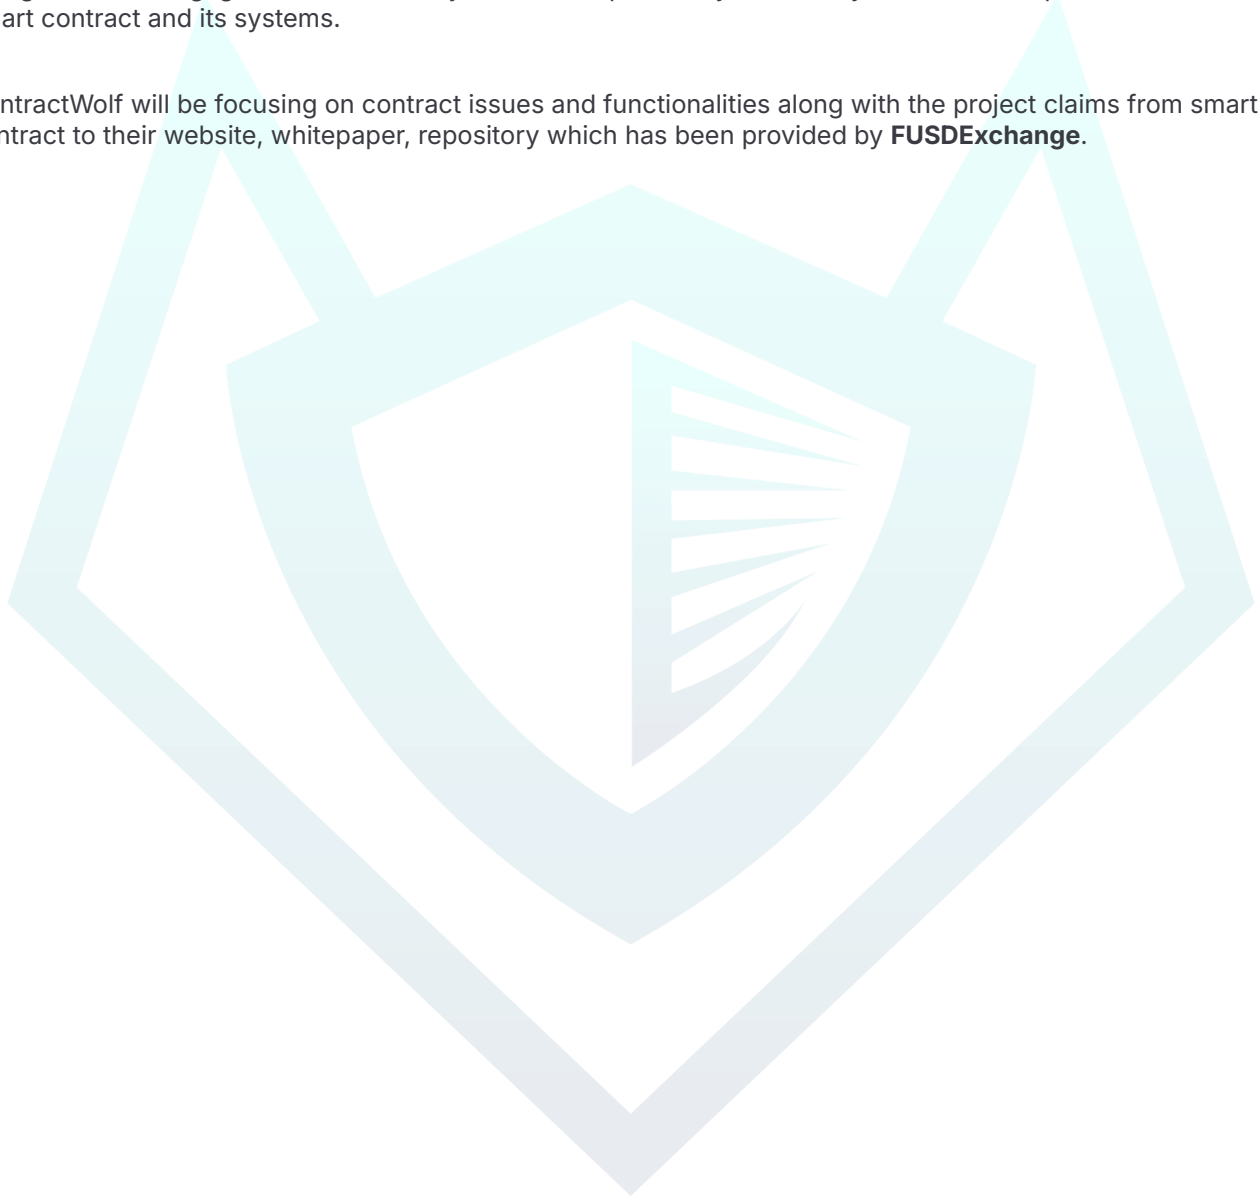 art contract and its systems.
ntractWolf will be focusing on contract issues and functionalities along with the project claims from smart
ntract to their website, whitepaper, repository which has been provided by FUSDExchange.